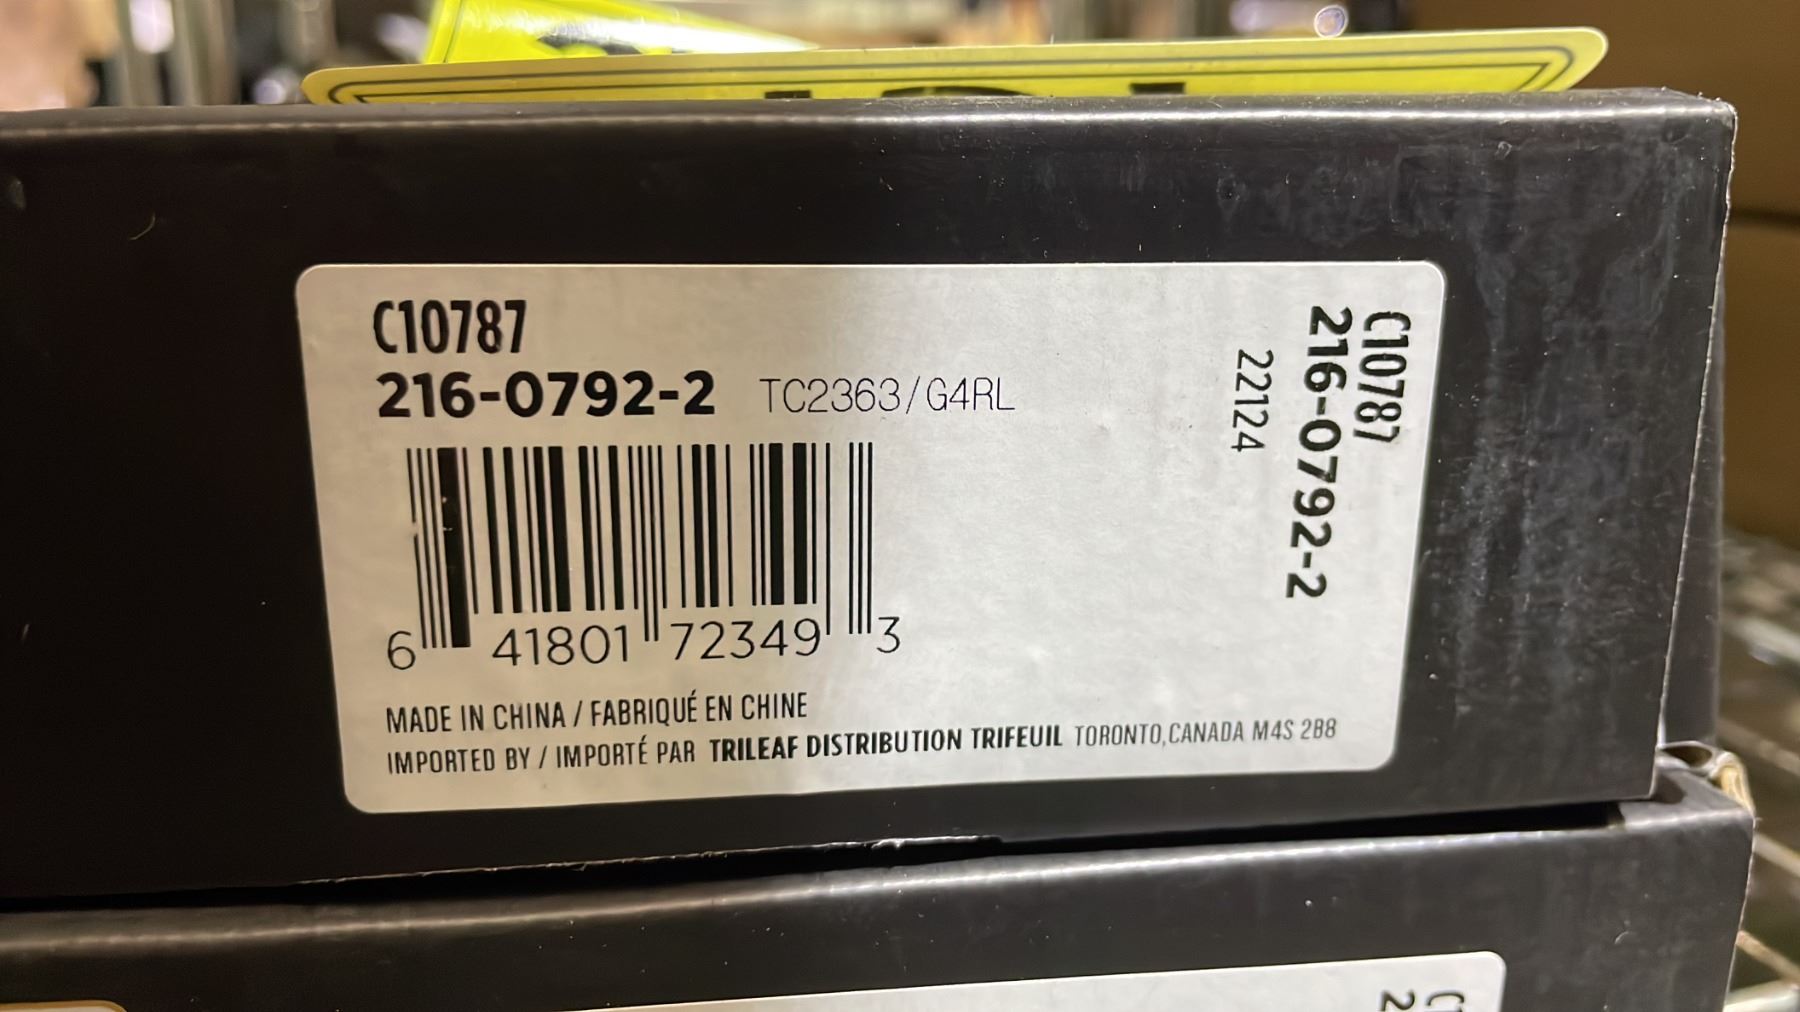 C10787
216-0792-2 TC2363/G4RL
6 41801 72349 3
MADE IN CHINA / FABRIQUÉ EN CHINE
IMPORTED BY / IMPORTÉ PAR TRILEAF DISTRIBUTION TRIFEUIL TORONTO, CANADA M4S 2B8
C10787
216-0792-2
22124